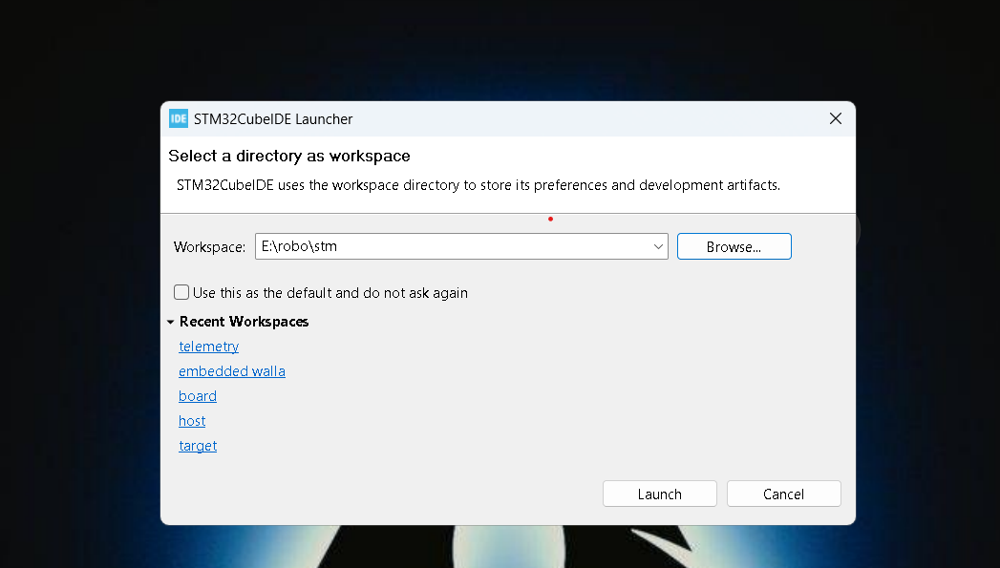 IDE STM32CubeIDE Launcher
Select a directory as workspace
STM32CubeIDE uses the workspace directory to store its preferences and development artifacts.
Workspace: E:\robo\stm Browse...
Use this as the default and do not ask again
Recent Workspaces
telemetry
embedded walla
board
host
target
Launch Cancel